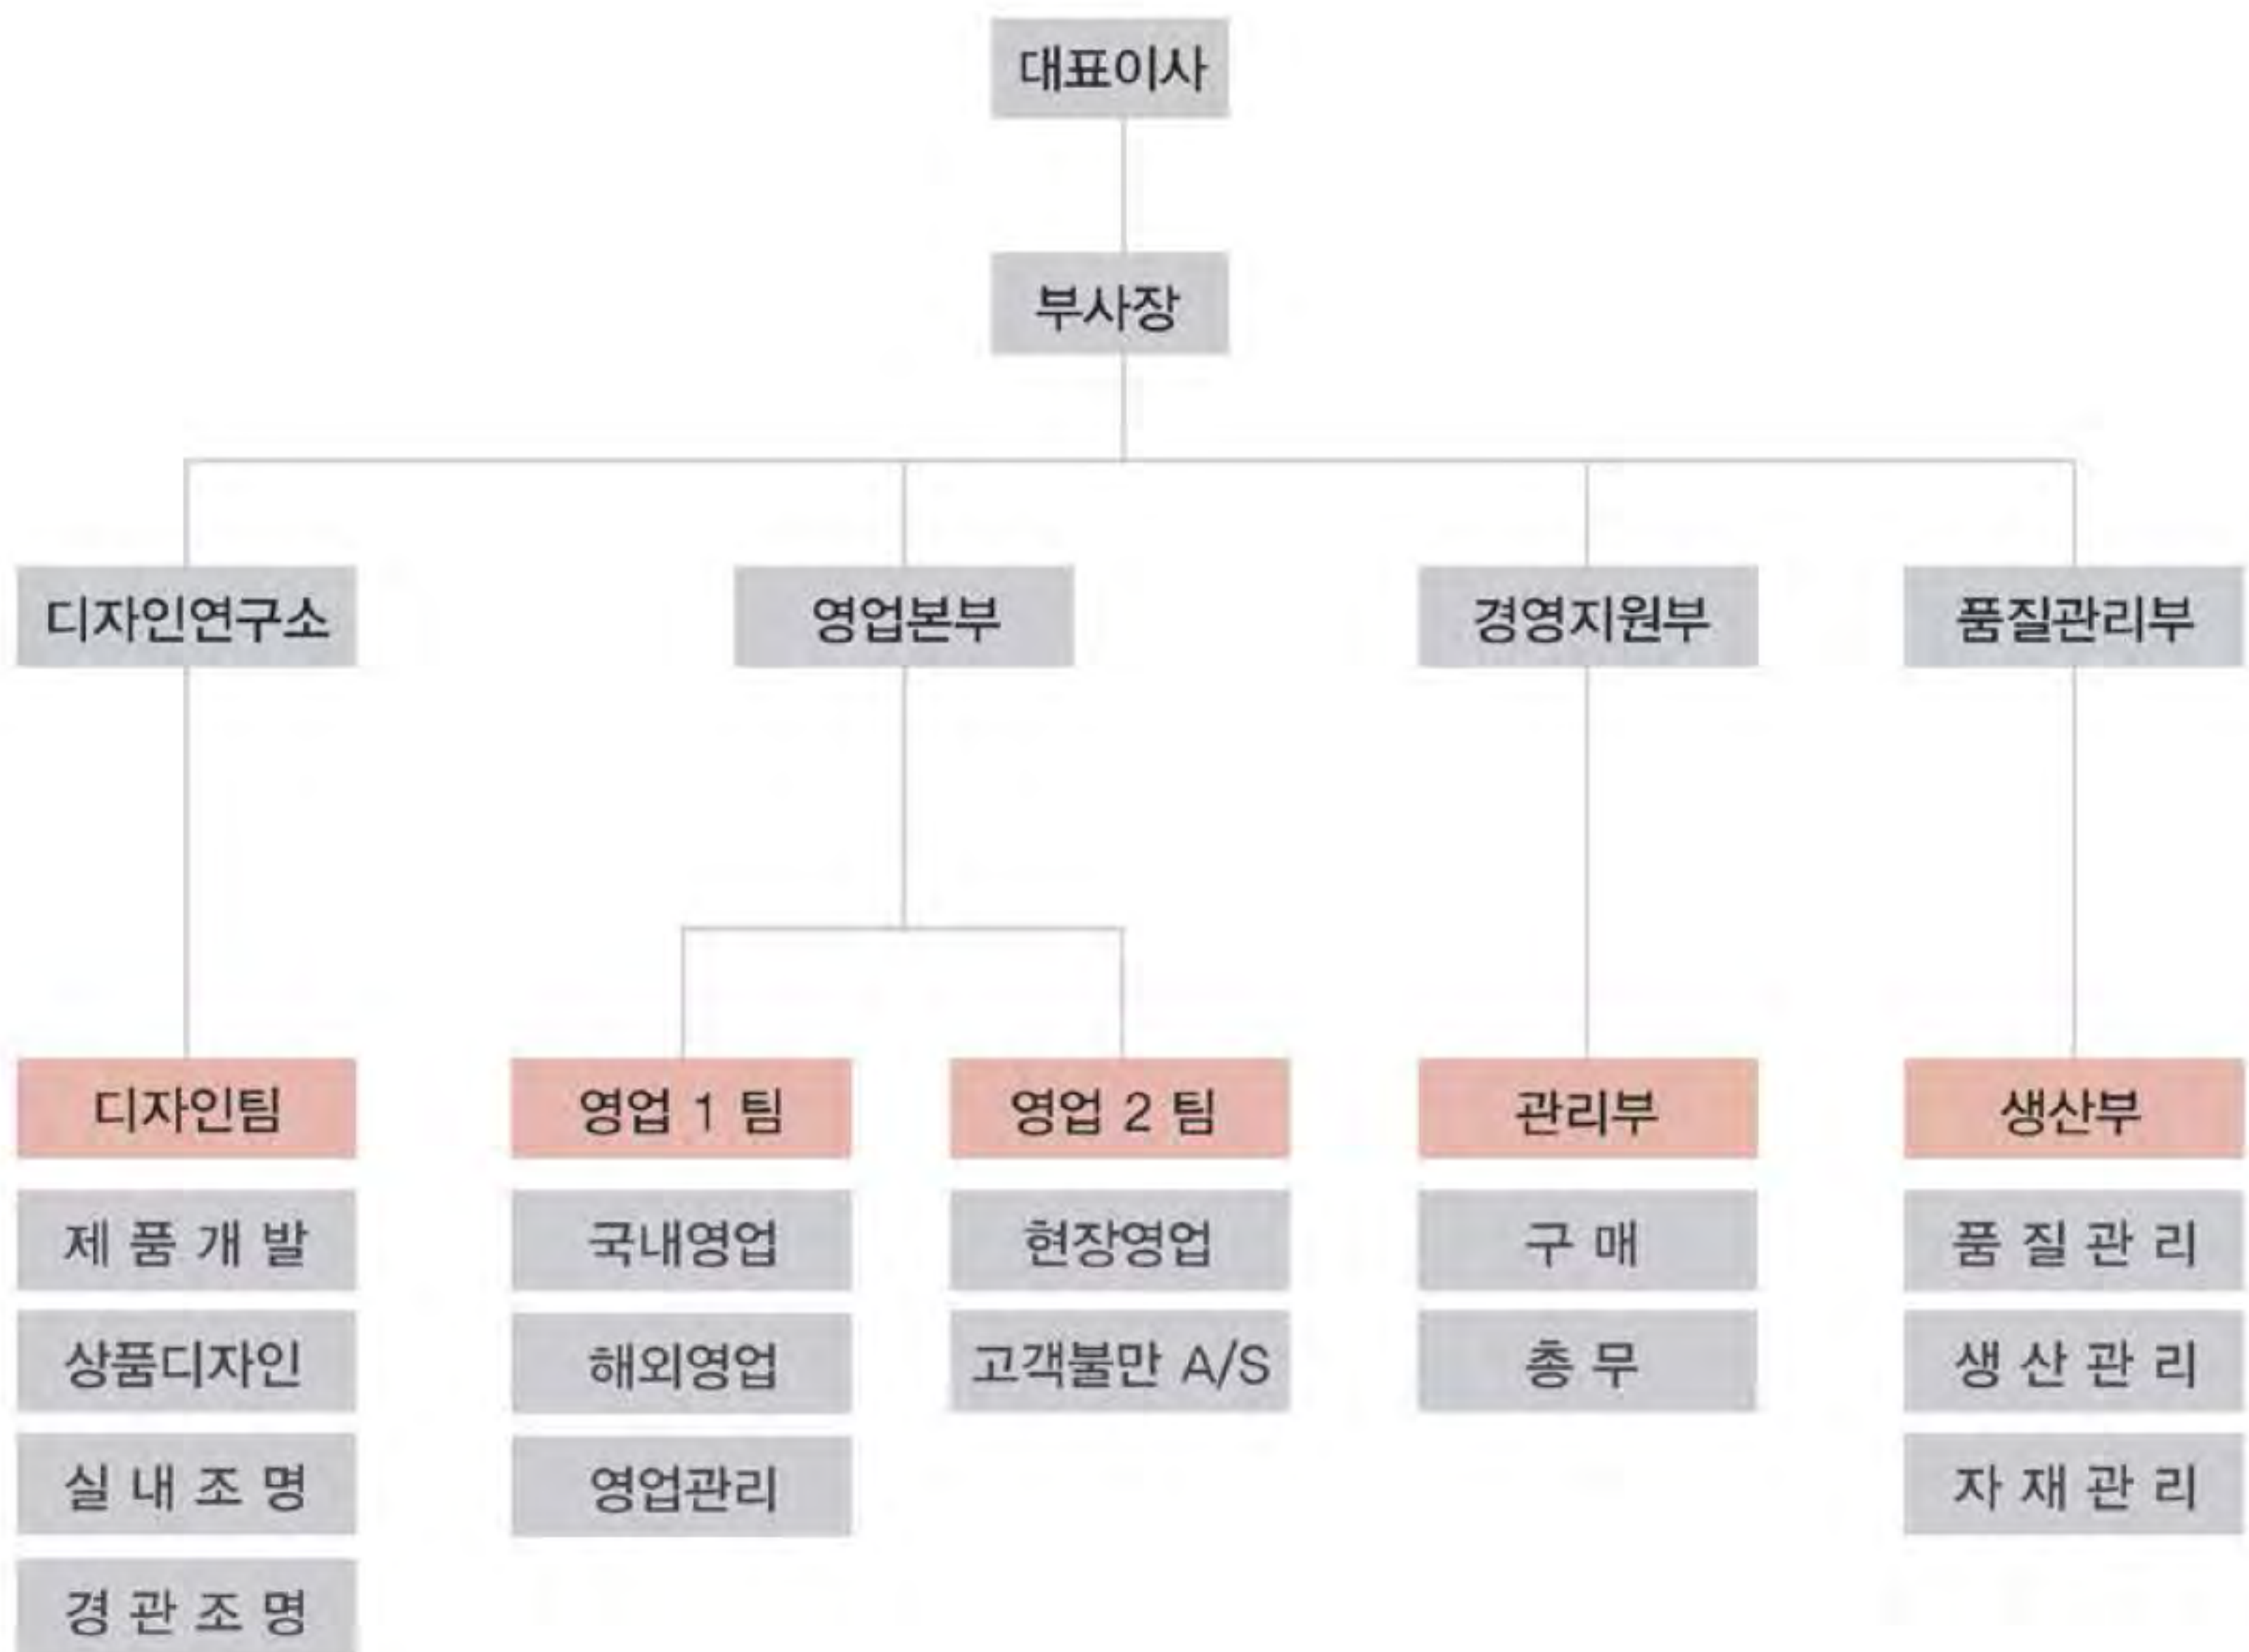 대표이사
부사장
디자인연구소 영업본부 경영지원부 품질관리부
디자인팀 영업 1 팀 영업 2 팀 관리부 생산부
제 품 개 발 국내영업 현장영업 구 매 품 질 관 리
상품디자인 해외영업 고객불만 A/S 총 무 생 산 관 리
실 내 조 명 영업관리 자 재 관 리
경 관 조 명